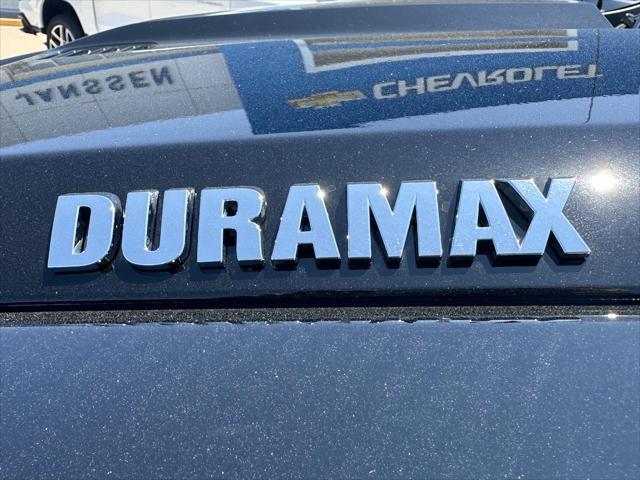 JANSSEN
CHEVROLET
DURAMAX